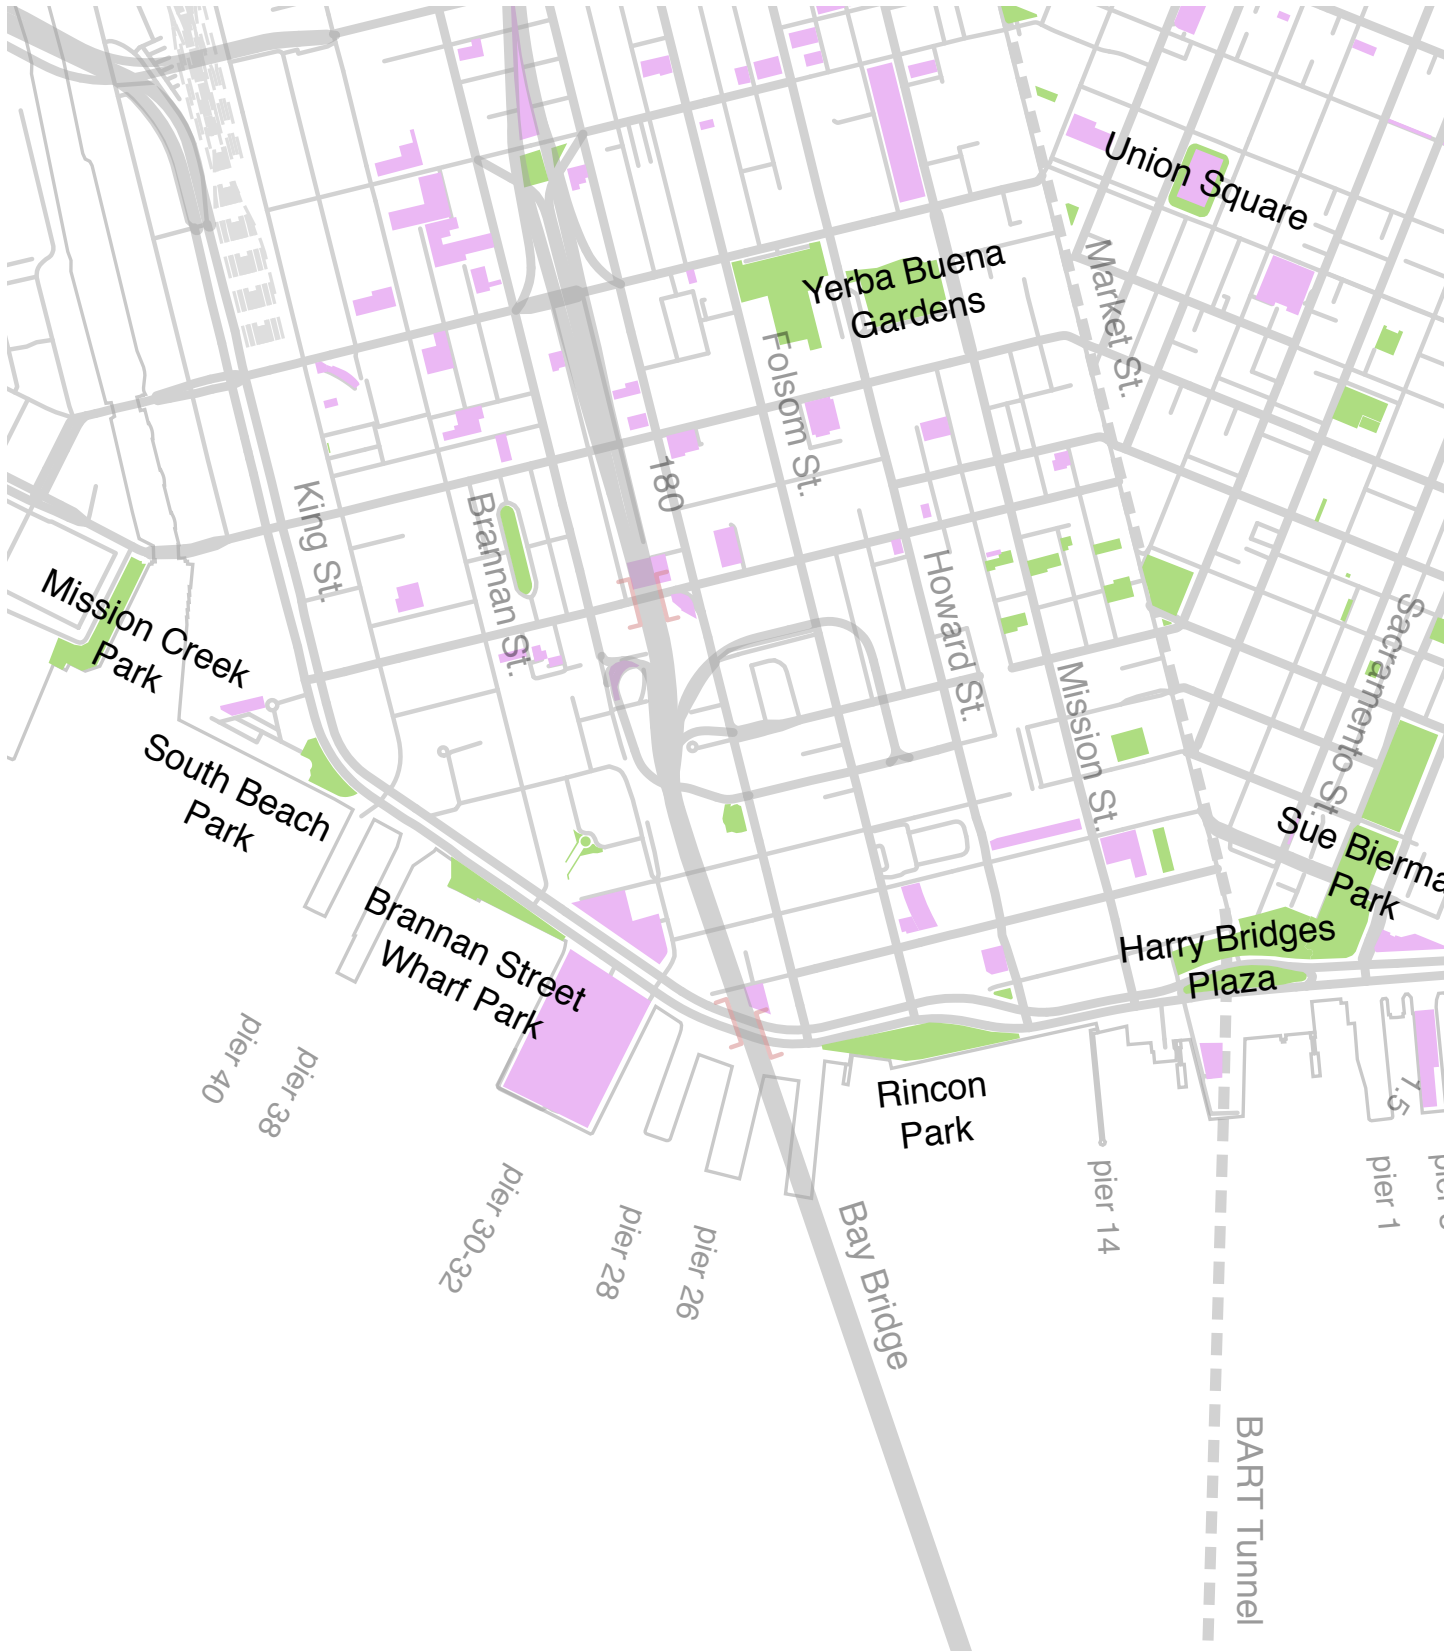 Union Square
Yerba Buena
Gardens
Market St.
Folsom St.
180
King St.
Brannan St.
Howard St.
Mission St.
Sacramento St.
Mission Creek
Park
South Beach
Park
Sue Bierma
Park
Brannan Street
Wharf Park
Harry Bridges
Plaza
Rincon
Park
pier 40
pier 38
pier 30-32
pier 28
pier 26
Bay Bridge
pier 14
pier 1
7.5
BART Tunnel